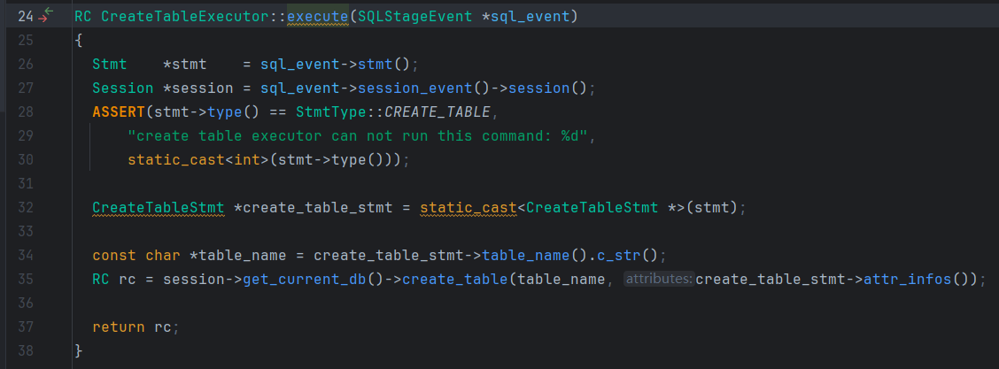 24 RC CreateTableExecutor::execute(SQLStageEvent *sql_event)
25 {
26   Stmt    *stmt    = sql_event->stmt();
27   Session *session = sql_event->session_event()->session();
28   ASSERT(stmt->type() == StmtType::CREATE_TABLE,
29       "create table executor can not run this command: %d",
30       static_cast<int>(stmt->type()));
31
32   CreateTableStmt *create_table_stmt = static_cast<CreateTableStmt *>(stmt);
33
34   const char *table_name = create_table_stmt->table_name().c_str();
35   RC rc = session->get_current_db()->create_table(table_name, attributes: create_table_stmt->attr_infos());
36
37   return rc;
38 }